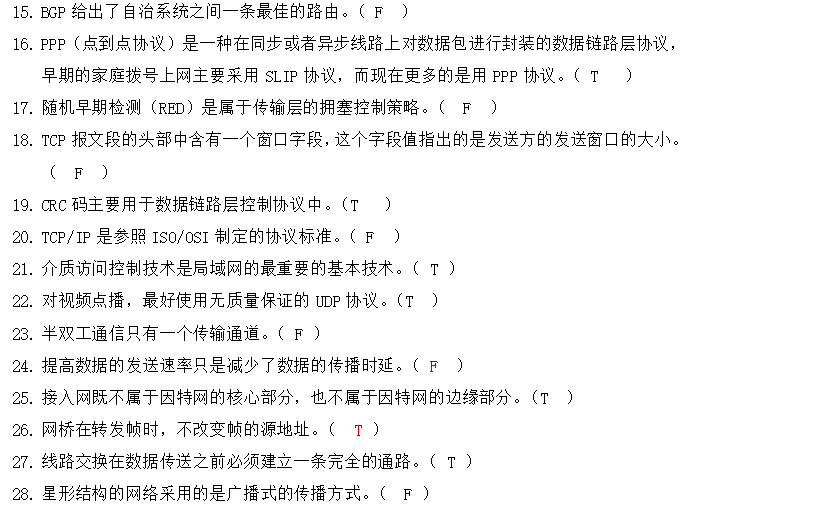 15. BGP 给出了自治系统之间一条最佳的路由。( F )
16. PPP（点到点协议）是一种在同步或者异步线路上对数据包进行封装的数据链路层协议，
早期的家庭拨号上网主要采用 SLIP 协议，而现在更多的是用 PPP 协议。( T )
17. 随机早期检测（RED）是属于传输层的拥塞控制策略。( F )
18. TCP 报文段的头部中含有一个窗口字段，这个字段值指出的是发送方的发送窗口的大小。
( F )
19. CRC 码主要用于数据链路层控制协议中。(T )
20. TCP/IP 是参照 ISO/OSI 制定的协议标准。( F )
21. 介质访问控制技术是局域网的最重要的基本技术。( T )
22. 对视频点播，最好使用无质量保证的 UDP 协议。(T )
23. 半双工通信只有一个传输通道。( F )
24. 提高数据的发送速率只是减少了数据的传播时延。( F )
25. 接入网既不属于因特网的核心部分，也不属于因特网的边缘部分。(T )
26. 网桥在转发帧时，不改变帧的源地址。( T )
27. 线路交换在数据传送之前必须建立一条完全的通路。( T )
28. 星形结构的网络采用的是广播式的传播方式。( F )